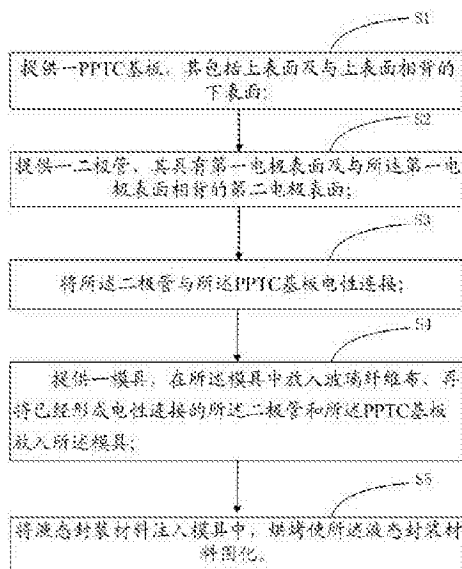 S1
提供一PPTC基板，其包括上表面及与上表面相背的
下表面；
S2
提供一二极管、其具有第一电极表面及与所述第一电
极表面相背的第二电极表面；
S3
将所述二极管与所述PPTC基板电性连接；
S4
提供一模具，在所述模具中放入玻璃纤维布、再
将已经形成电性连接的所述二极管和所述PPTC基板
放入所述模具；
S5
将液态封装材料注入模具中，烘烤使所述液态封装材
料固化。